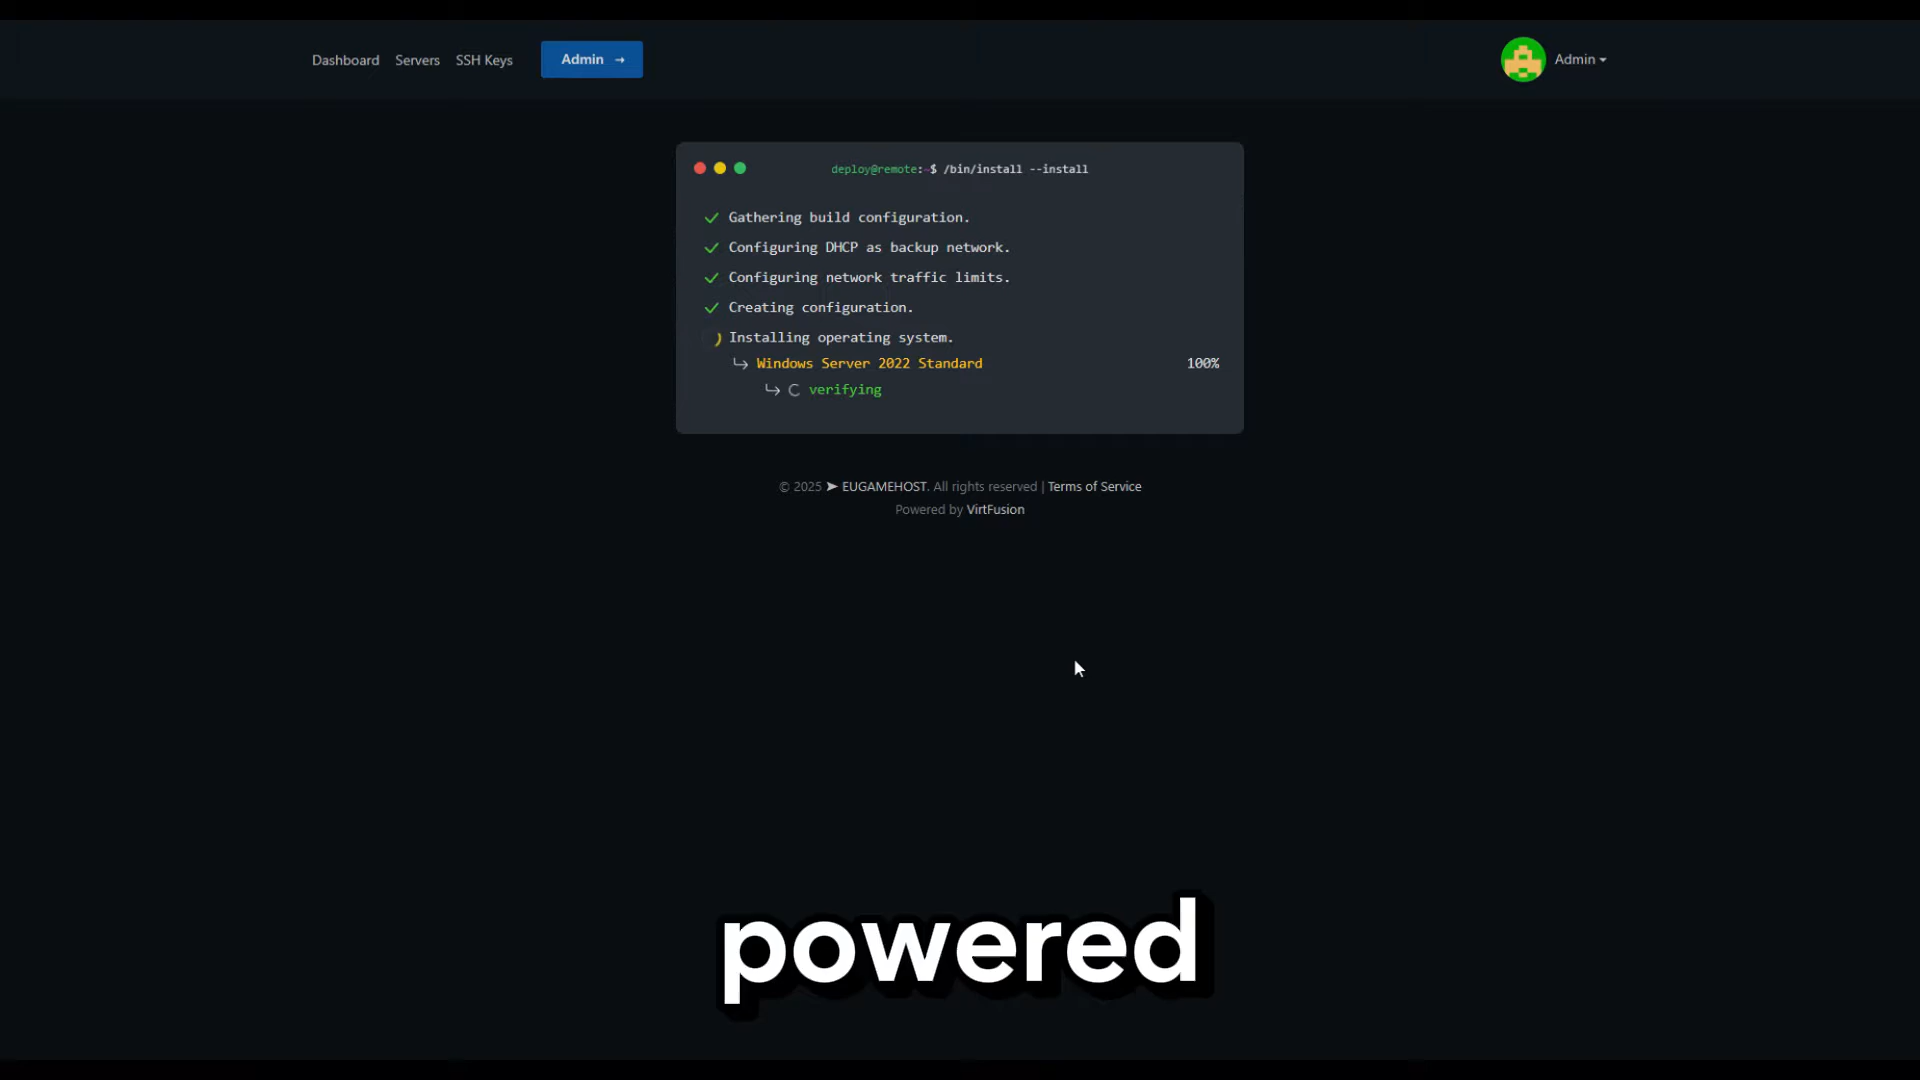 Dashboard Servers SSH Keys Admin → Admin
deploy@remote:~$ /bin/install --install
Gathering build configuration.
Configuring DHCP as backup network.
Configuring network traffic limits.
Creating configuration.
Installing operating system.
Windows Server 2022 Standard 100%
verifying
© 2025 ➤ EUGAMEHOST. All rights reserved | Terms of Service
Powered by VirtFusion
powered